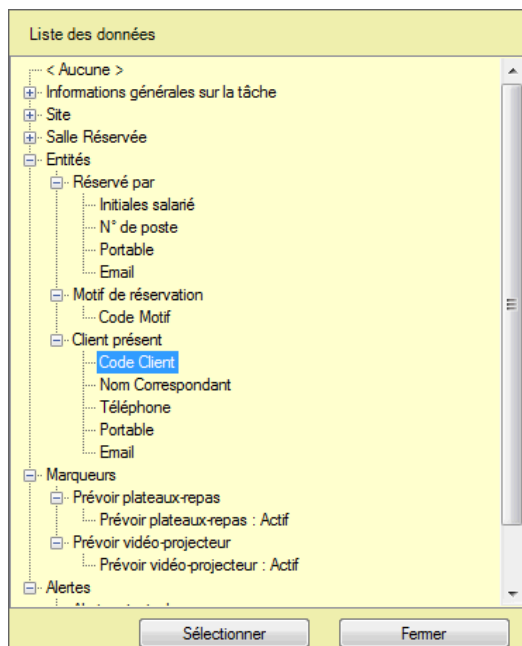 Liste des données
< Aucune >
Informations générales sur la tâche
Site
Salle Réservée
Entités
Réservé par
Initiales salarié
N° de poste
Portable
Email
Motif de réservation
Code Motif
Client présent
Code Client
Nom Correspondant
Téléphone
Portable
Email
Marqueurs
Prévoir plateaux-repas
Prévoir plateaux-repas : Actif
Prévoir vidéo-projecteur
Prévoir vidéo-projecteur : Actif
Alertes
Sélectionner
Fermer